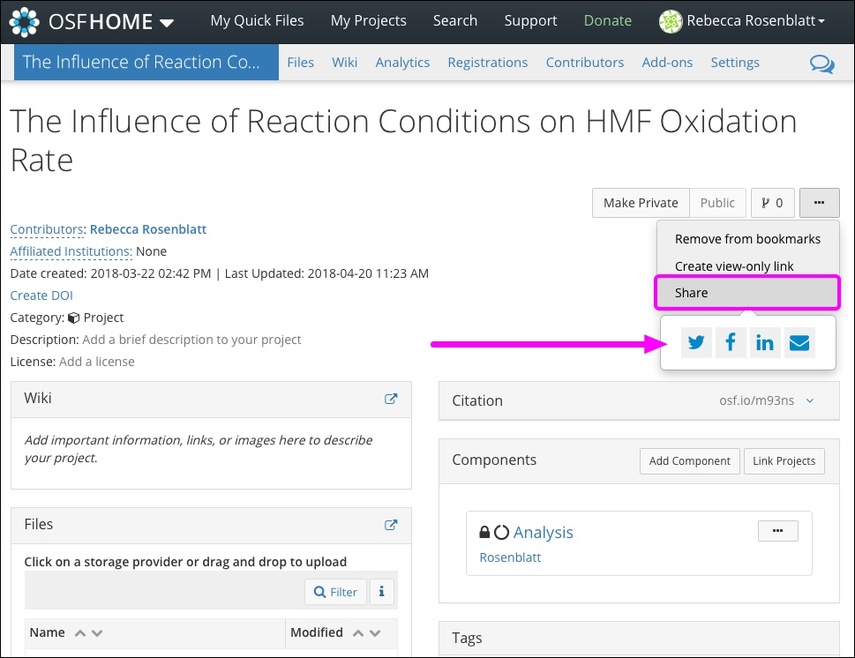 OSFHOME My Quick Files My Projects Search Support Donate Rebecca Rosenblatt
The Influence of Reaction Co... Files Wiki Analytics Registrations Contributors Add-ons Settings
The Influence of Reaction Conditions on HMF Oxidation
Rate
Make Private Public 0 ...
Remove from bookmarks
Create view-only link
Share
Contributors: Rebecca Rosenblatt
Affiliated Institutions: None
Date created: 2018-03-22 02:42 PM | Last Updated: 2018-04-20 11:23 AM
Create DOI
Category: Project
Description: Add a brief description to your project
License: Add a license
Wiki
Add important information, links, or images here to describe
your project.
Files
Click on a storage provider or drag and drop to upload
Filter i
Name Modified
Citation osf.io/m93ns
Components Add Component Link Projects
Analysis ...
Rosenblatt
Tags